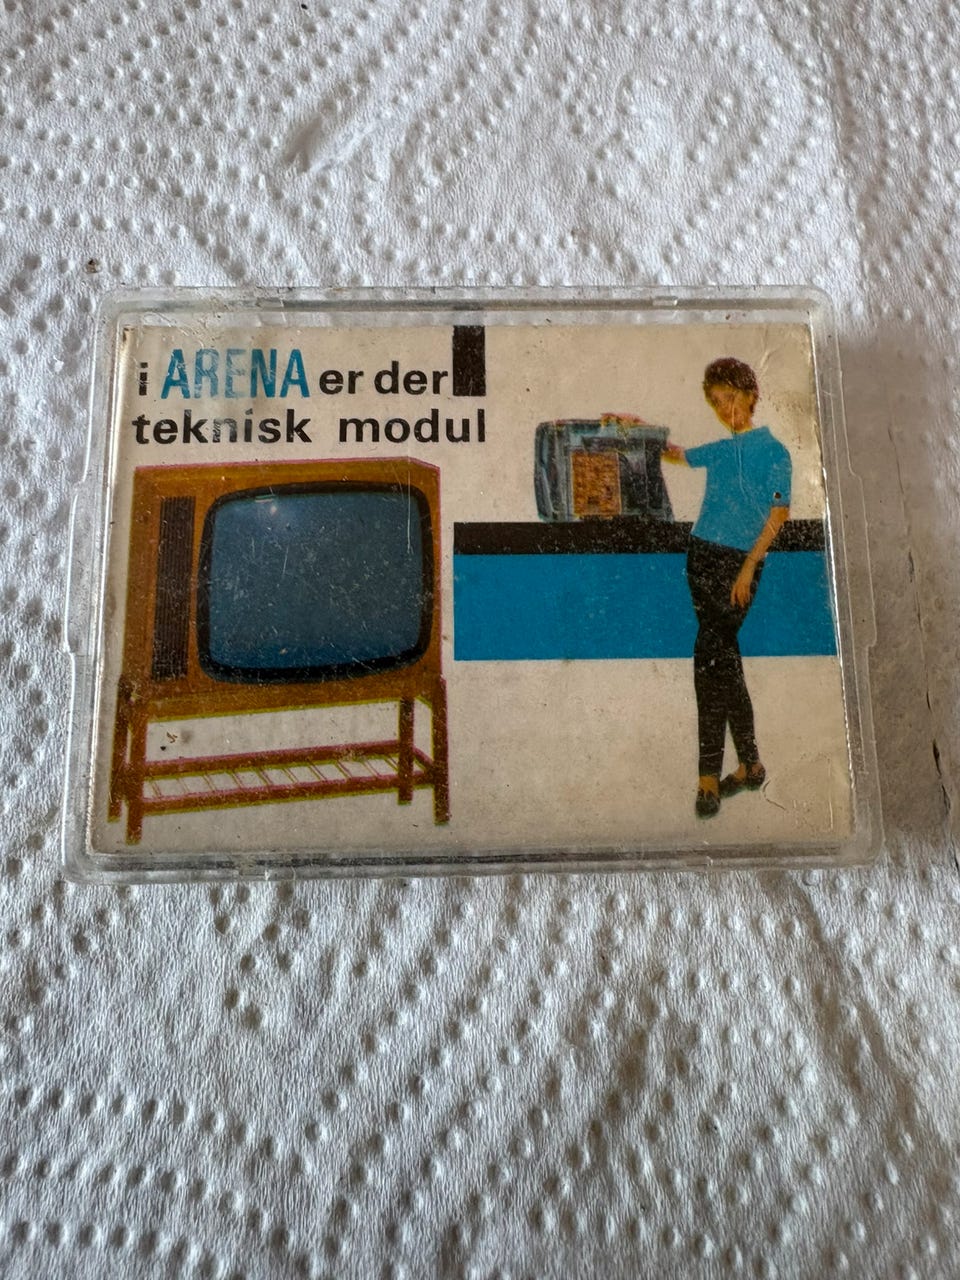 i ARENA er der
teknisk modul